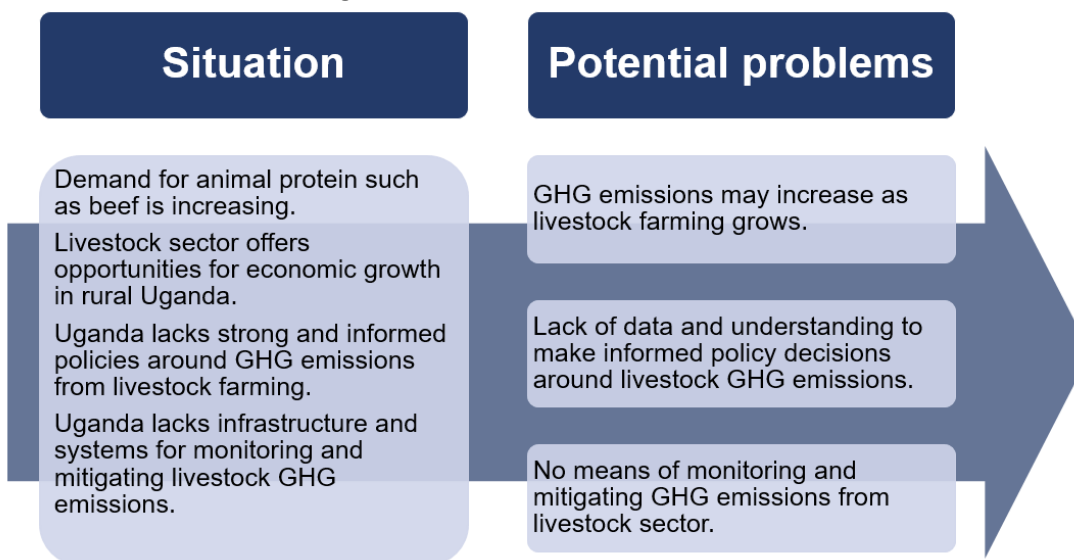 Situation
Demand for animal protein such
as beef is increasing.
Livestock sector offers
opportunities for economic growth
in rural Uganda.
Uganda lacks strong and informed
policies around GHG emissions
from livestock farming.
Uganda lacks infrastructure and
systems for monitoring and
mitigating livestock GHG
emissions.
Potential problems
GHG emissions may increase as
livestock farming grows.
Lack of data and understanding to
make informed policy decisions
around livestock GHG emissions.
No means of monitoring and
mitigating GHG emissions from
livestock sector.